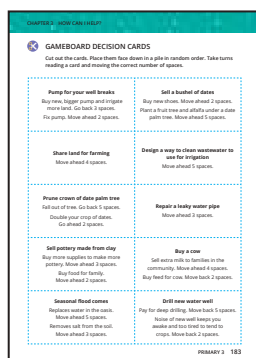 CHAPTER 3 · HOW CAN I HELP?
GAMEBOARD DECISION CARDS
Cut out the cards. Place them face down in a pile in random order. Take turns
reading a card and moving the correct number of spaces.
Pump for your well breaks
Buy new, bigger pump and irrigate
more land. Go back 3 spaces.
Fix pump. Move ahead 2 spaces.
Sell a bushel of dates
Buy new shoes. Move ahead 2 spaces.
Plant a fruit tree and alfalfa under a date
palm tree. Move ahead 5 spaces.
Share land for farming
Move ahead 4 spaces.
Design a way to clean wastewater to
use for irrigation
Move ahead 5 spaces.
Prune crown of date palm tree
Fall out of tree. Go back 5 spaces.
Double your crop of dates.
Go ahead 2 spaces.
Repair a leaky water pipe
Move ahead 3 spaces.
Sell pottery made from clay
Buy more supplies to make more
pottery. Move ahead 3 spaces.
Buy food for family.
Move ahead 2 spaces.
Buy a cow
Sell extra milk to families in the
community. Move ahead 4 spaces.
Buy feed for cow. Move back 2 spaces.
Seasonal flood comes
Replaces water in the oasis.
Move ahead 5 spaces.
Removes salt from the soil.
Move ahead 3 spaces.
Drill new water well
Pay for deep drilling. Move back 5 spaces.
Noise of new well keeps you
awake and too tired to tend to
crops. Move back 2 spaces.
PRIMARY 3 183